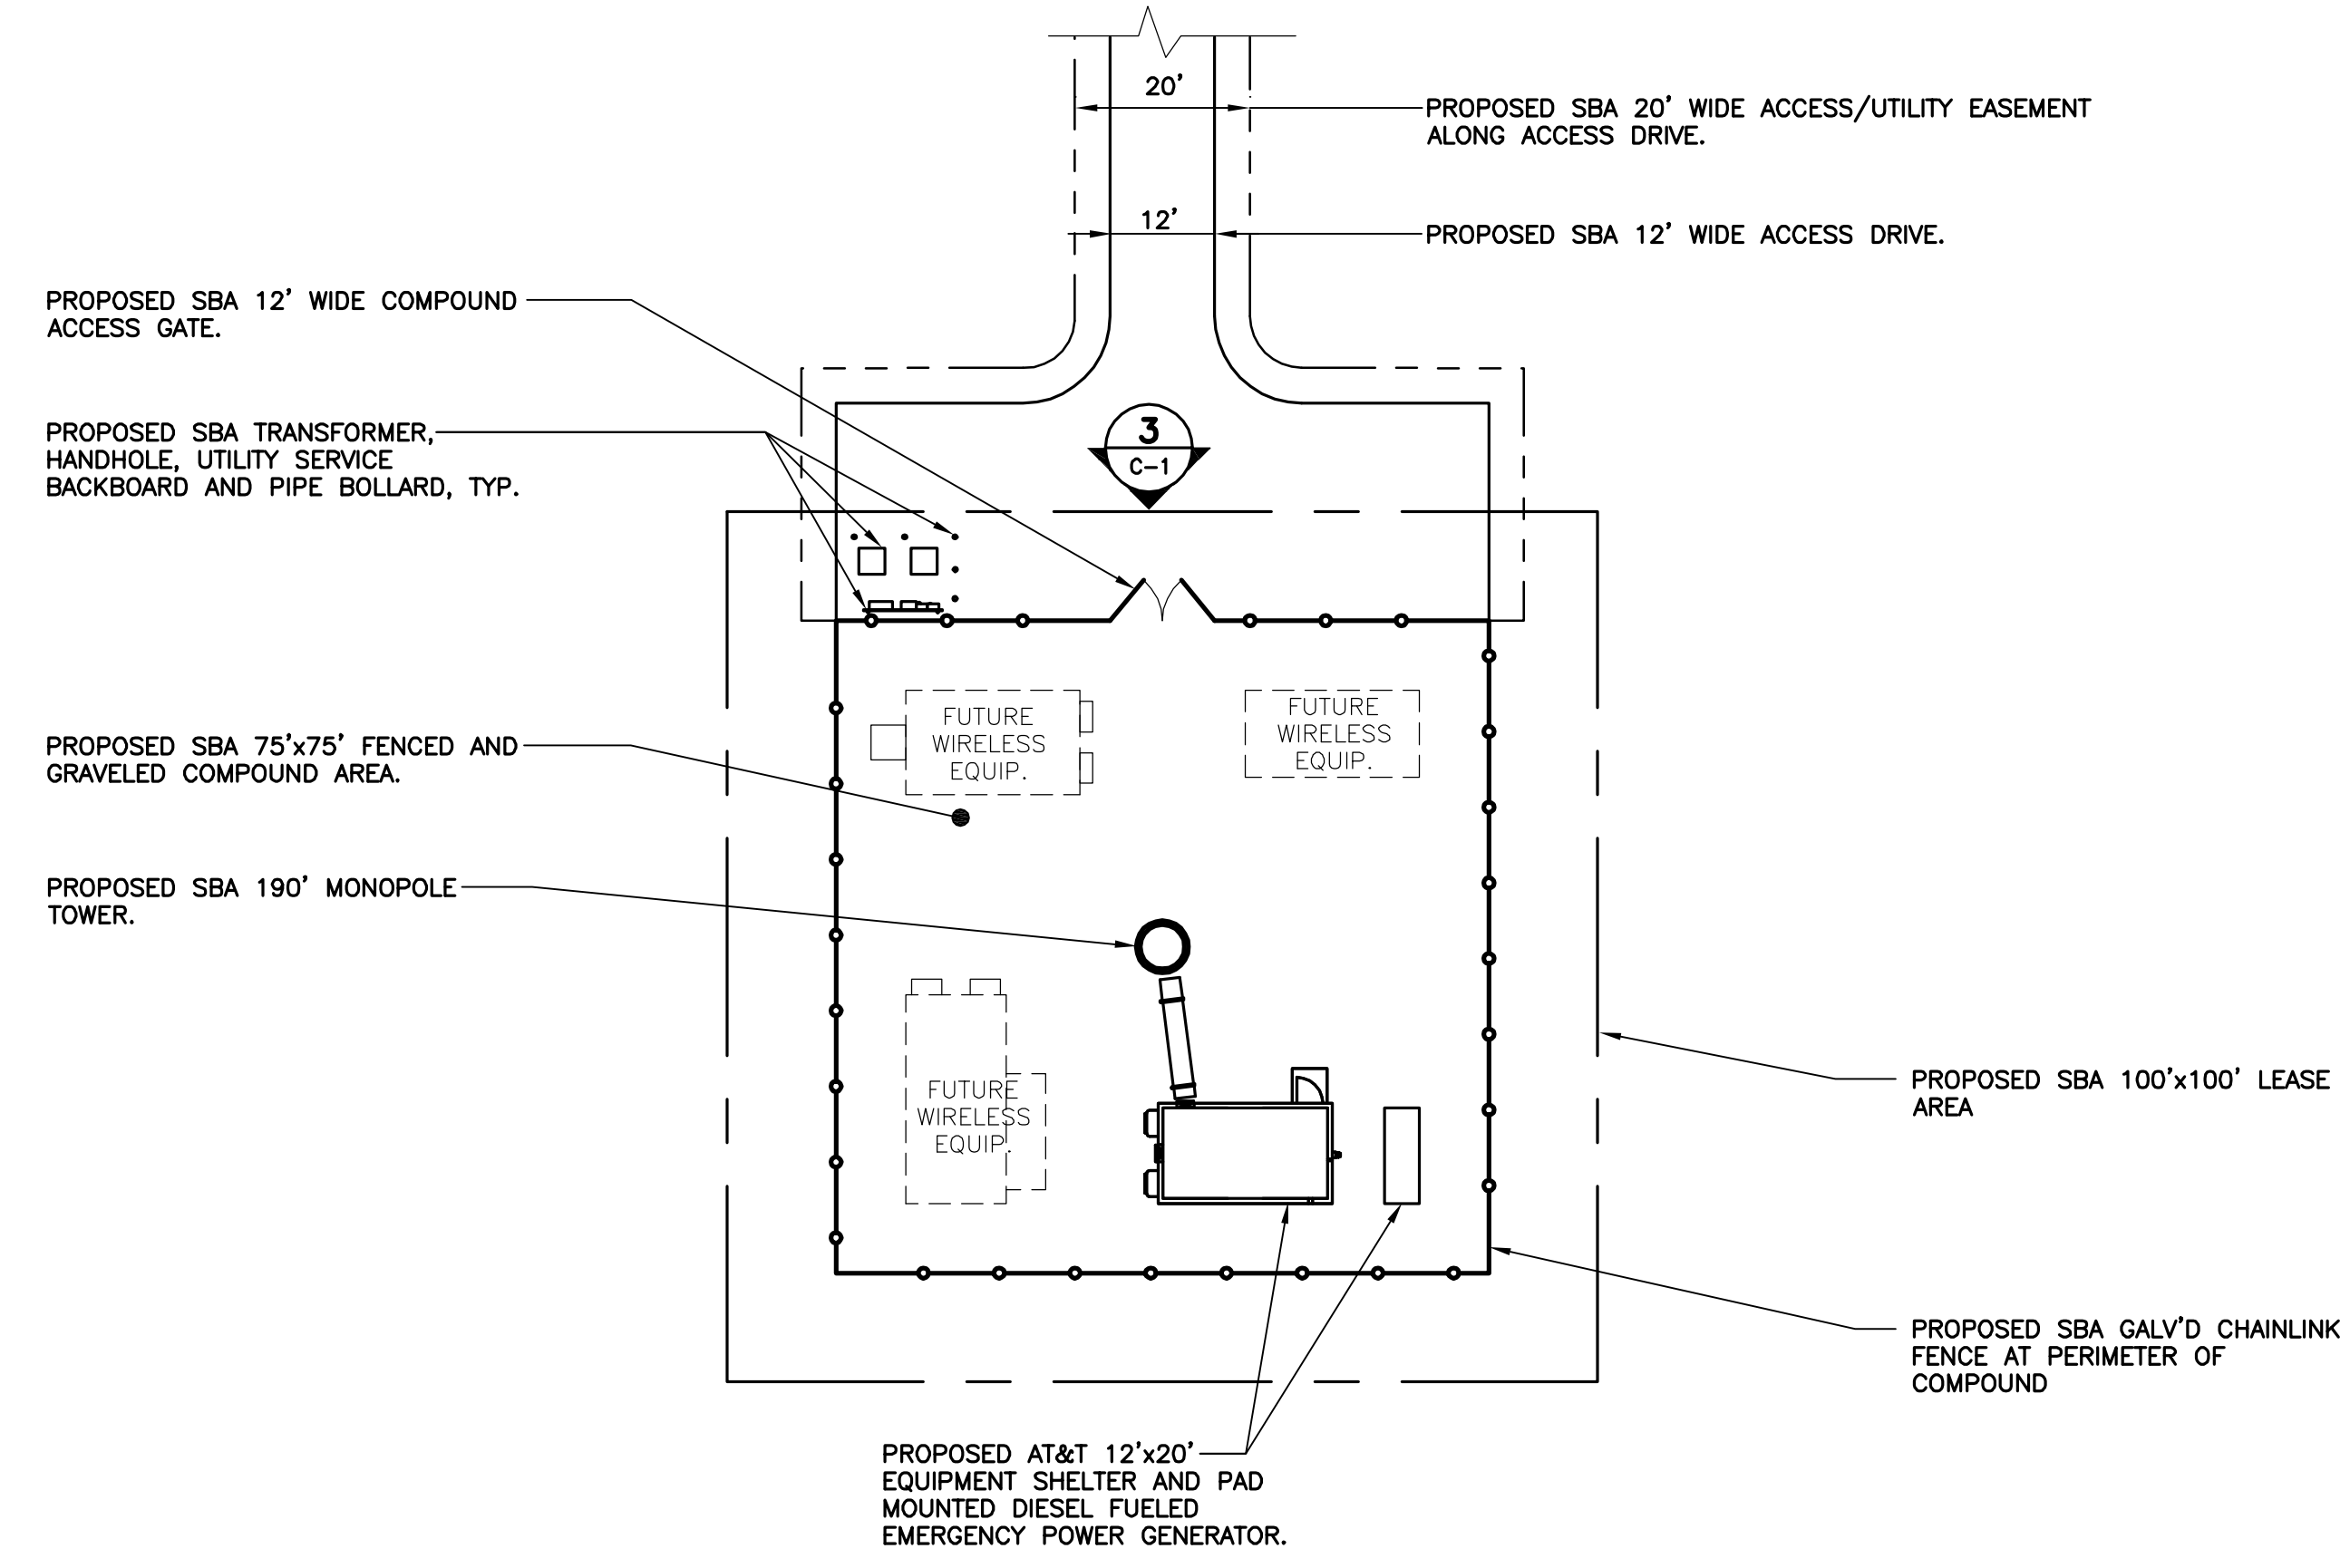 20'
PROPOSED SBA 20' WIDE ACCESS/UTILITY EASEMENT
ALONG ACCESS DRIVE.
12'
PROPOSED SBA 12' WIDE ACCESS DRIVE.
PROPOSED SBA 12' WIDE COMPOUND
ACCESS GATE.
PROPOSED SBA TRANSFORMER,
HANDHOLE, UTILITY SERVICE
BACKBOARD AND PIPE BOLLARD, TYP.
3
C-1
FUTURE
WIRELESS
EQUIP.
FUTURE
WIRELESS
EQUIP.
PROPOSED SBA 75'x75' FENCED AND
GRAVELED COMPOUND AREA.
PROPOSED SBA 190' MONOPOLE
TOWER.
FUTURE
WIRELESS
EQUIP.
PROPOSED SBA 100'x100' LEASE
AREA
PROPOSED SBA GALV'D CHAINLINK
FENCE AT PERIMETER OF
COMPOUND
PROPOSED AT&T 12'x20'
EQUIPMENT SHELTER AND PAD
MOUNTED DIESEL FUELED
EMERGENCY POWER GENERATOR.